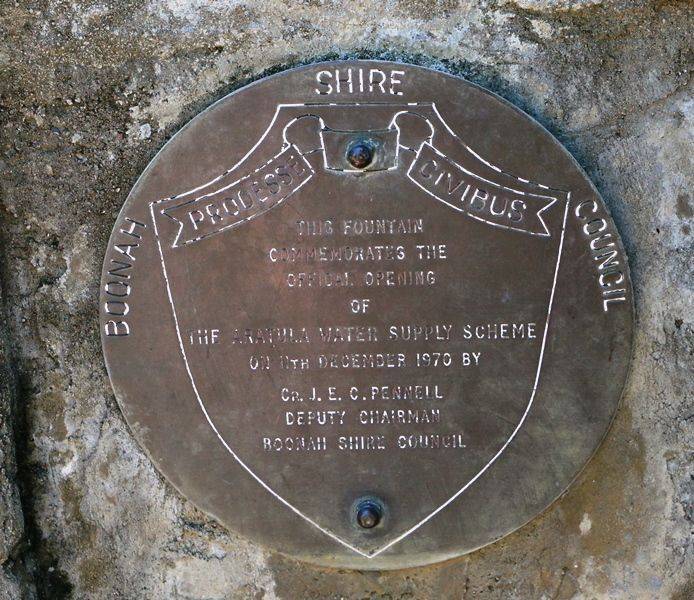 BOONAH SHIRE COUNCIL
PRODESSE CIVIBUS
THIS FOUNTAIN
COMMEMORATES THE
OFFICIAL OPENING
OF
THE ARATULA WATER SUPPLY SCHEME
ON 11TH DECEMBER 1970 BY
CR. J. E. C. PENNELL
DEPUTY CHAIRMAN
BOONAH SHIRE COUNCIL